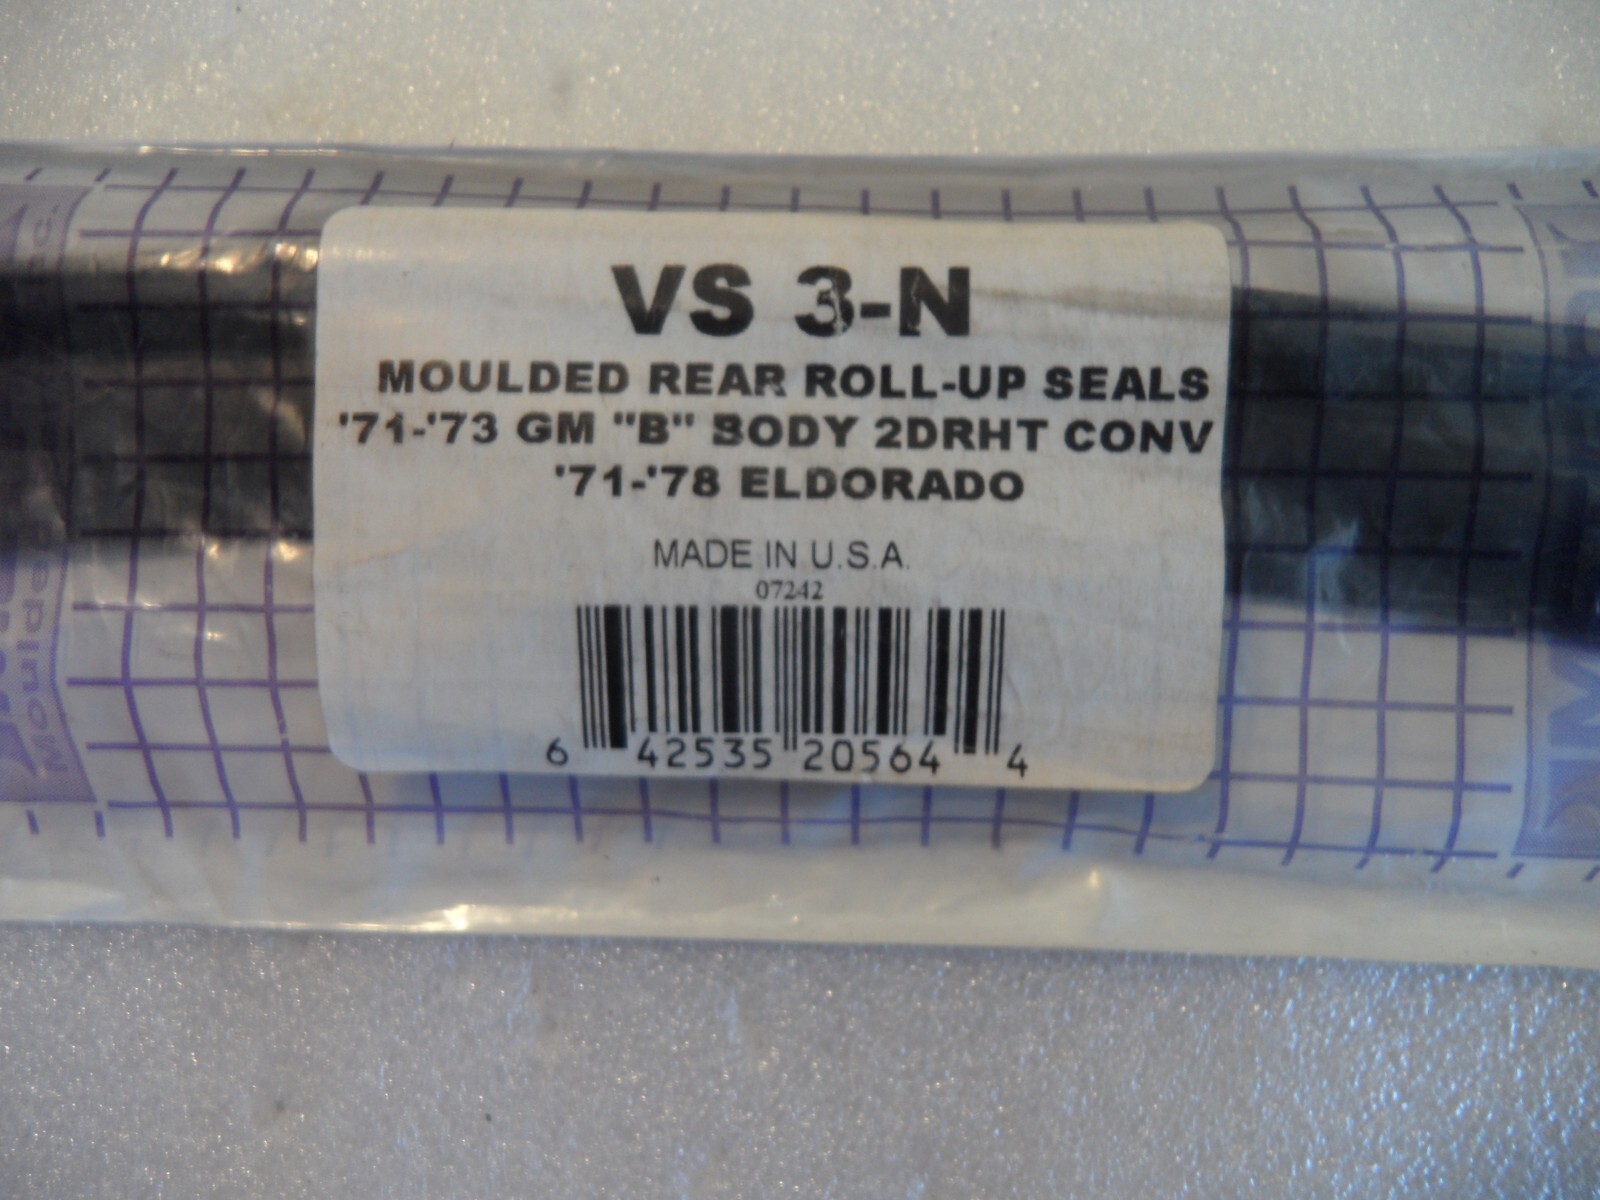 VS 3-N
MOULDED REAR ROLL-UP SEALS
'71-'73 GM "B" BODY 2DRHT CONV
'71-'78 ELDORADO
MADE IN U.S.A.
07242
6 42535 20564 4